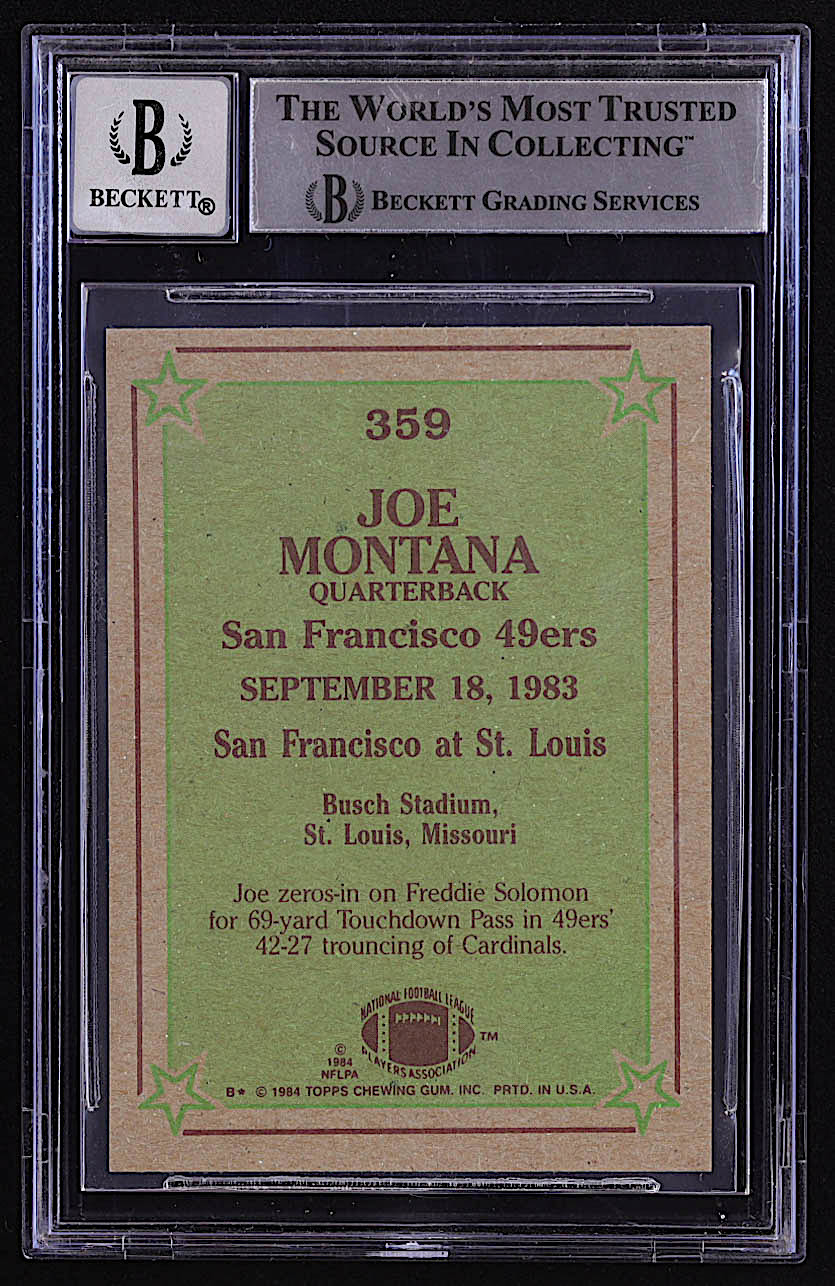 B
BECKETT®
THE WORLD'S MOST TRUSTED
SOURCE IN COLLECTING™
B BECKETT GRADING SERVICES
359
JOE
MONTANA
QUARTERBACK
San Francisco 49ers
SEPTEMBER 18, 1983
San Francisco at St. Louis
Busch Stadium,
St. Louis, Missouri
Joe zeros-in on Freddie Solomon
for 69-yard Touchdown Pass in 49ers'
42-27 trouncing of Cardinals.
NATIONAL FOOTBALL LEAGUE
PLAYERS ASSOCIATION
TM
©
1984
NFLPA
B* © 1984 TOPPS CHEWING GUM. INC. PRTD. IN U.S.A.